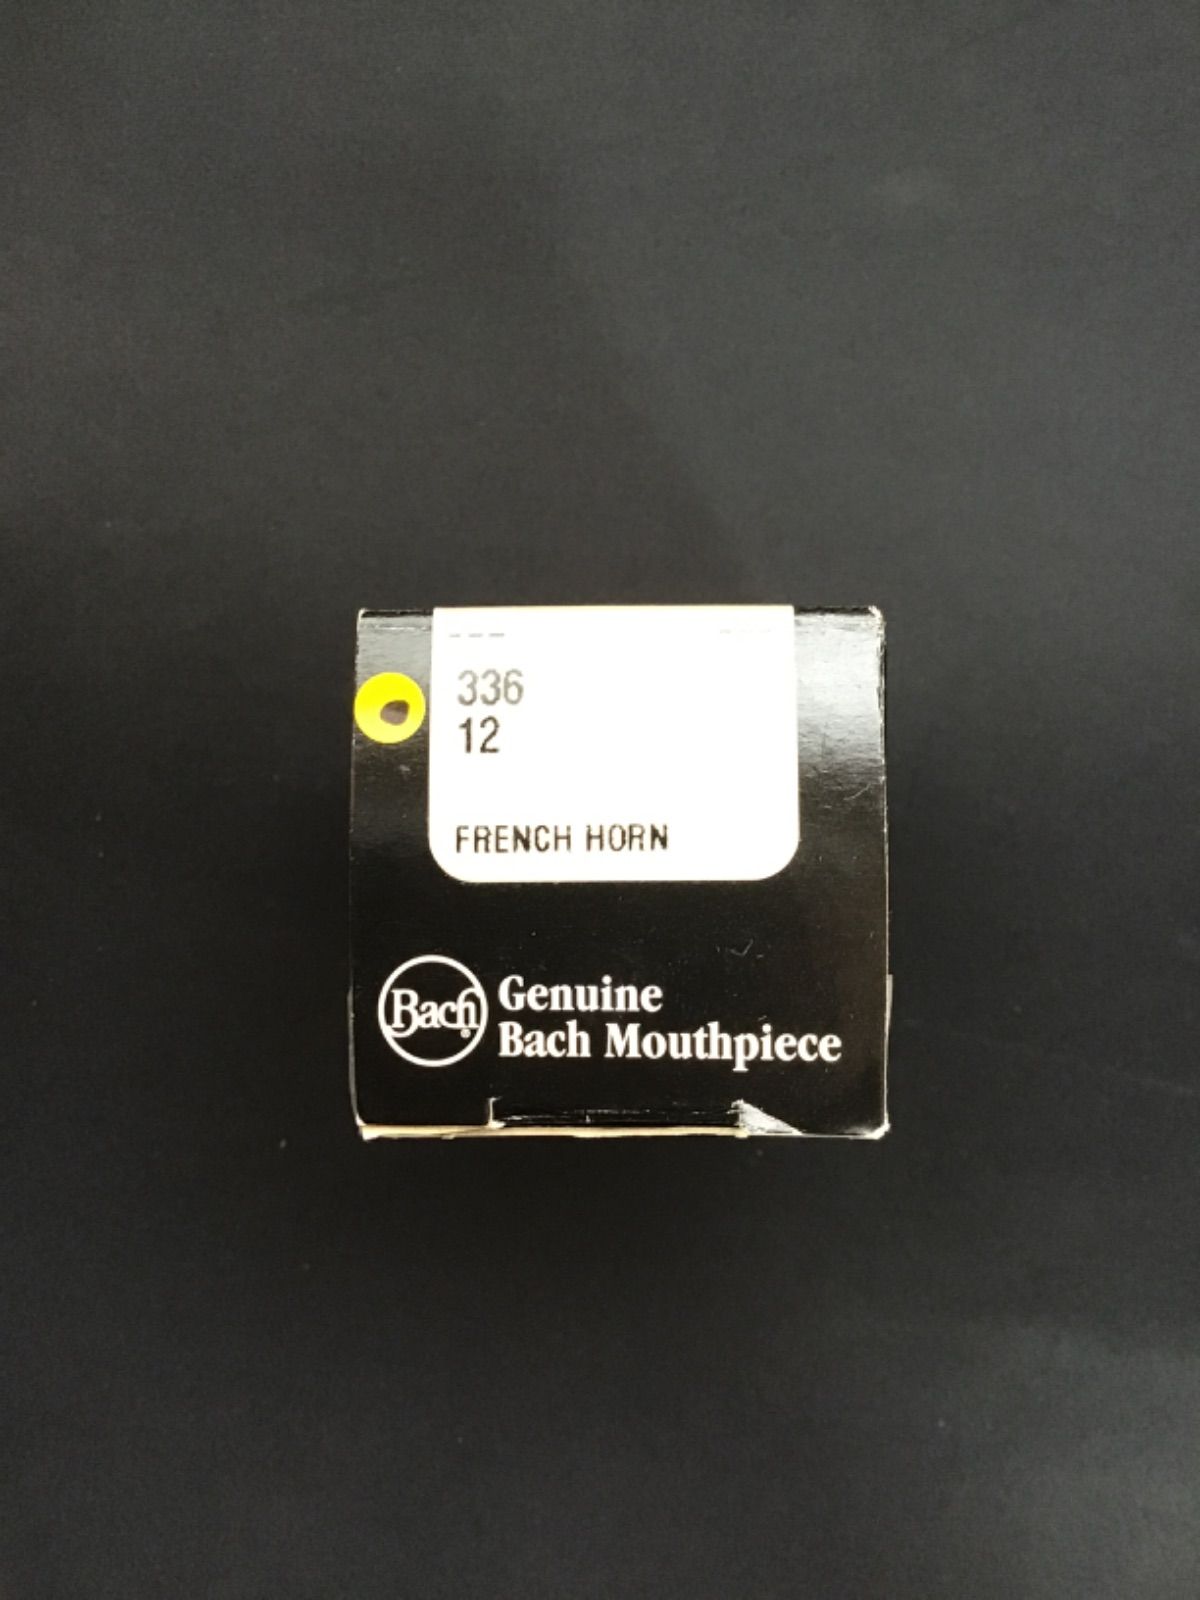 336
12
FRENCH HORN
Bach®
Genuine
Bach Mouthpiece